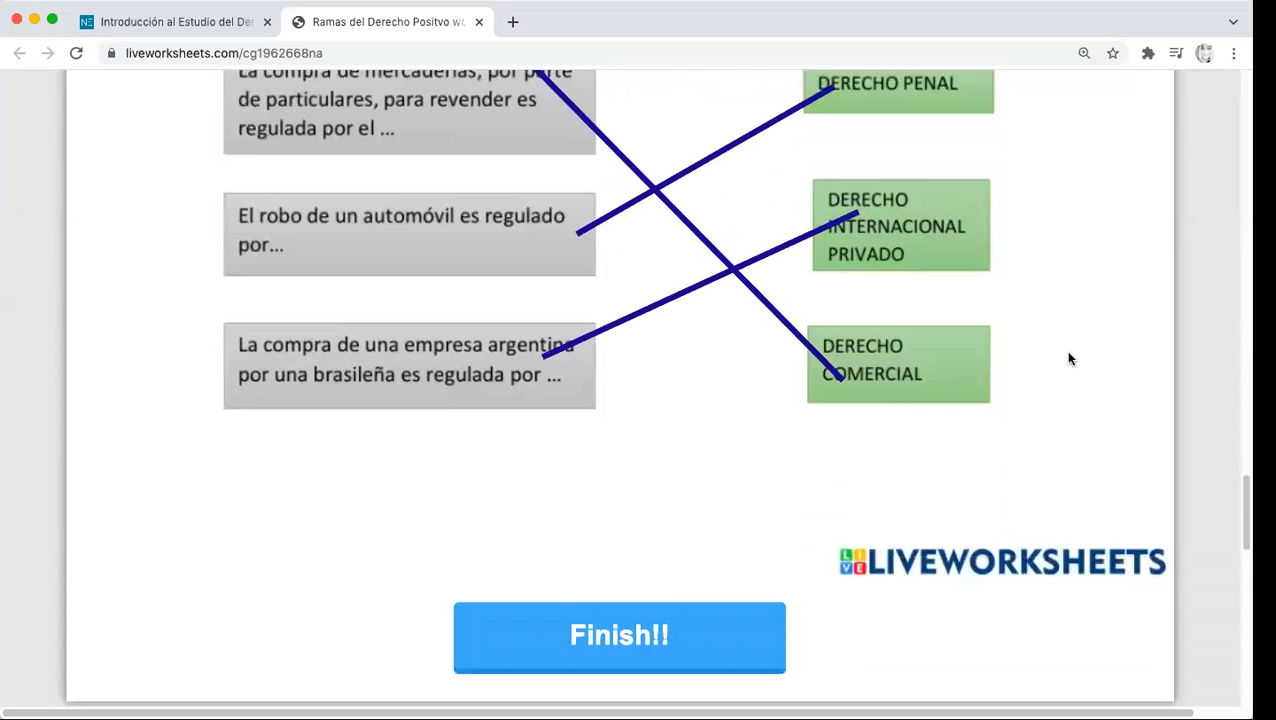 Introducción al Estudio del De
Ramas del Derecho Positvo wo
liveworksheets.com/cg1962668na
La compra de mercaderías, por parte
de particulares, para revender es
regulada por el ...
DERECHO PENAL
El robo de un automóvil es regulado
por...
DERECHO
INTERNACIONAL
PRIVADO
La compra de una empresa argentina
por una brasileña es regulada por ...
DERECHO
COMERCIAL
LIVEWORKSHEETS
Finish!!